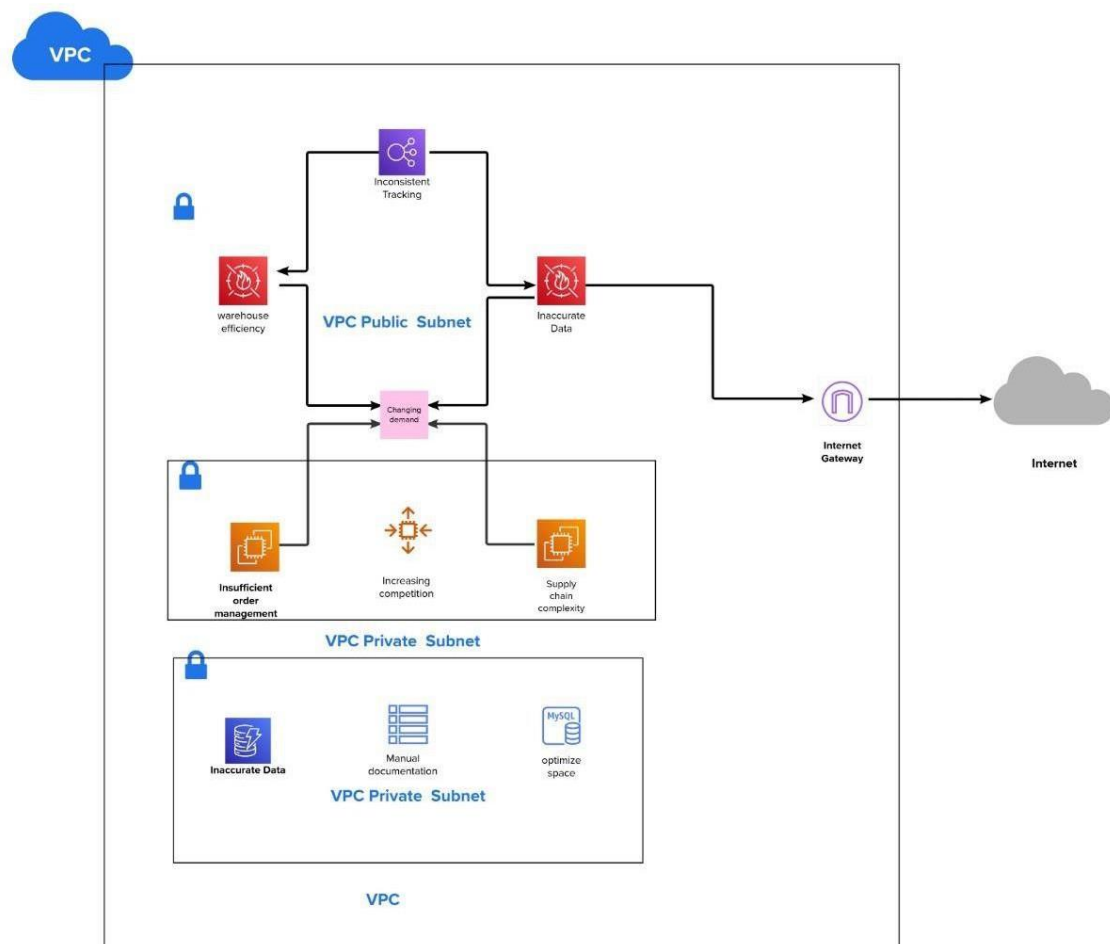 VPC
Inconsistent
Tracking
warehouse
efficiency
VPC Public Subnet
Inaccurate
Data
Changing
demand
Internet
Gateway
Internet
Insufficient
order
management
Increasing
competition
Supply
chain
complexity
VPC Private Subnet
Inaccurate Data
Manual
documentation
MySQL
optimize
space
VPC Private Subnet
VPC